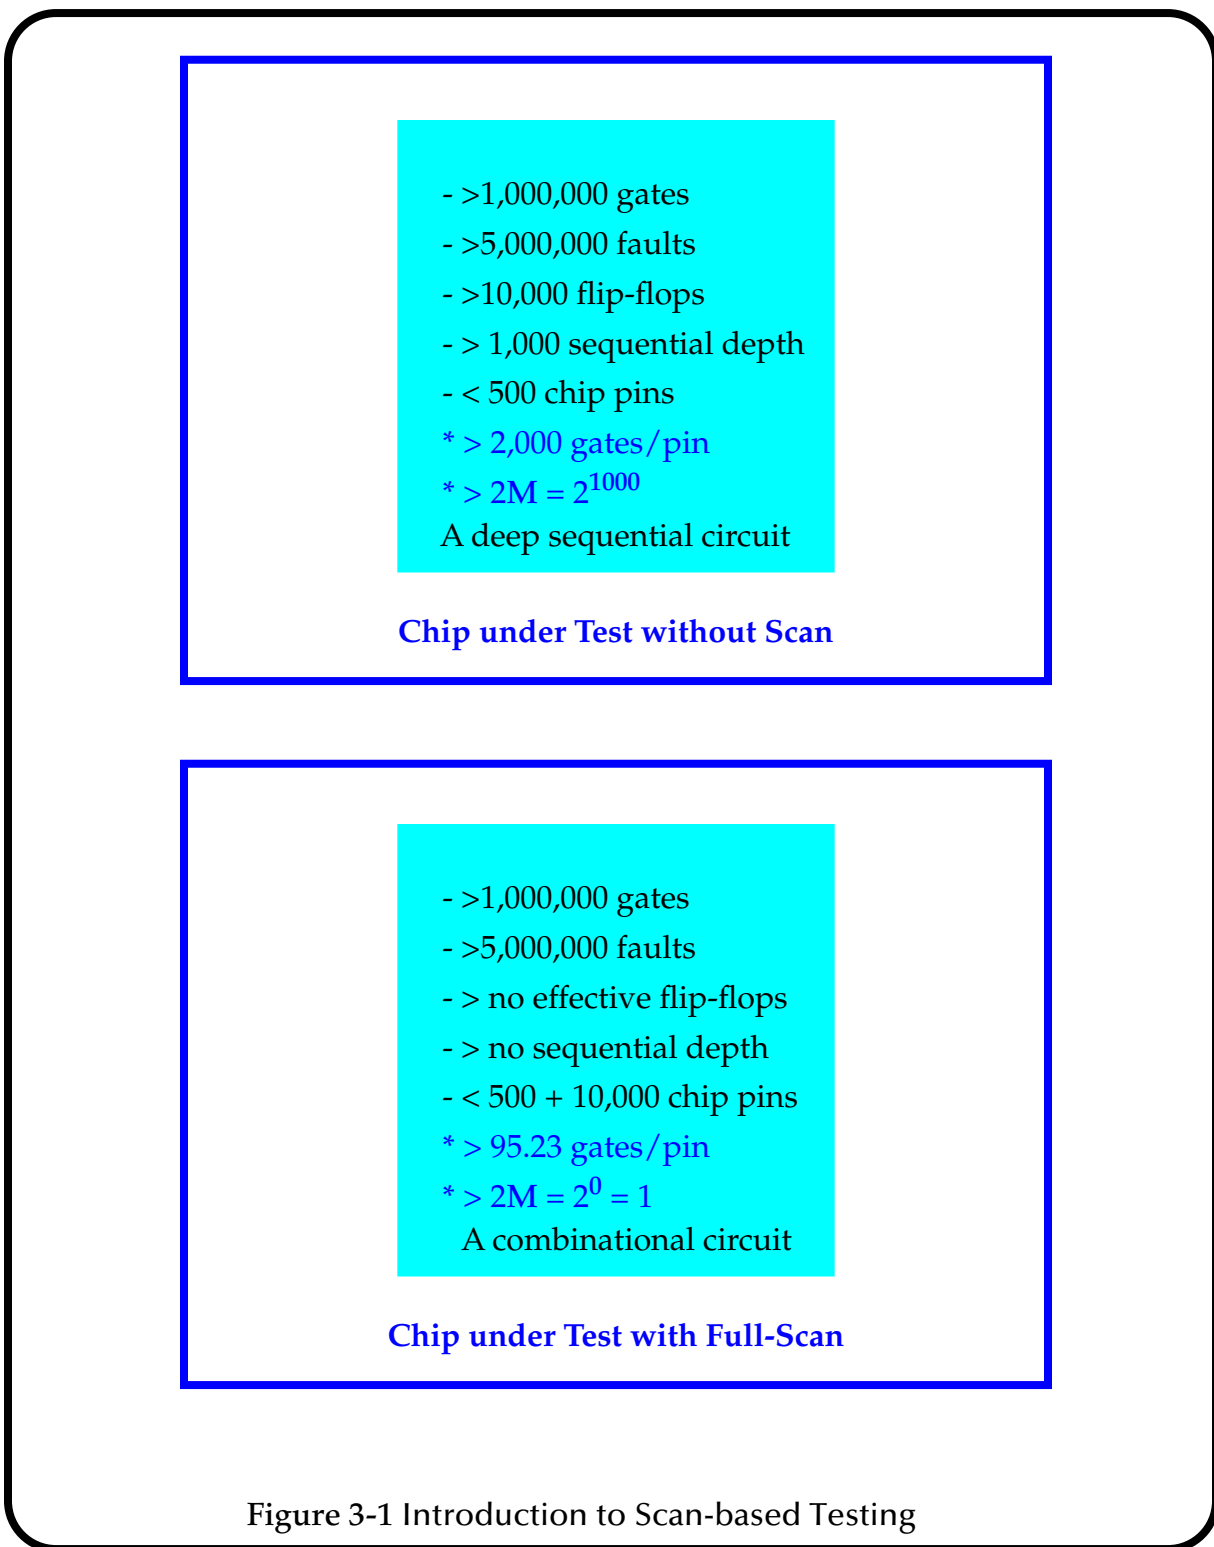 - >1,000,000 gates
- >5,000,000 faults
- >10,000 flip-flops
- > 1,000 sequential depth
- < 500 chip pins
* > 2,000 gates/pin
* > 2M = 2^1000
A deep sequential circuit
Chip under Test without Scan
- >1,000,000 gates
- >5,000,000 faults
- > no effective flip-flops
- > no sequential depth
- < 500 + 10,000 chip pins
* > 95.23 gates/pin
* > 2M = 2^0 = 1
A combinational circuit
Chip under Test with Full-Scan
Figure 3-1 Introduction to Scan-based Testing